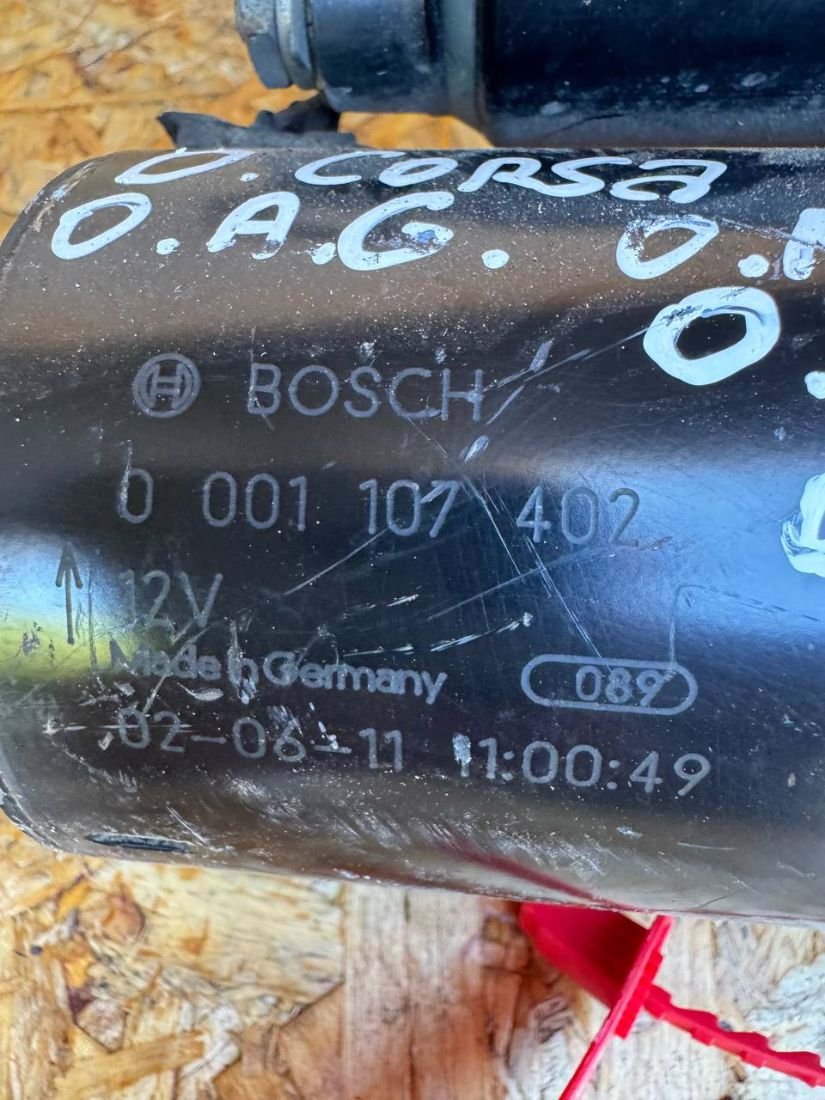 O. CORSA
O. A. G. O.
O.
BOSCH
0 001 107 402
12V
Made in Germany 089
02-06-11 11:00:49